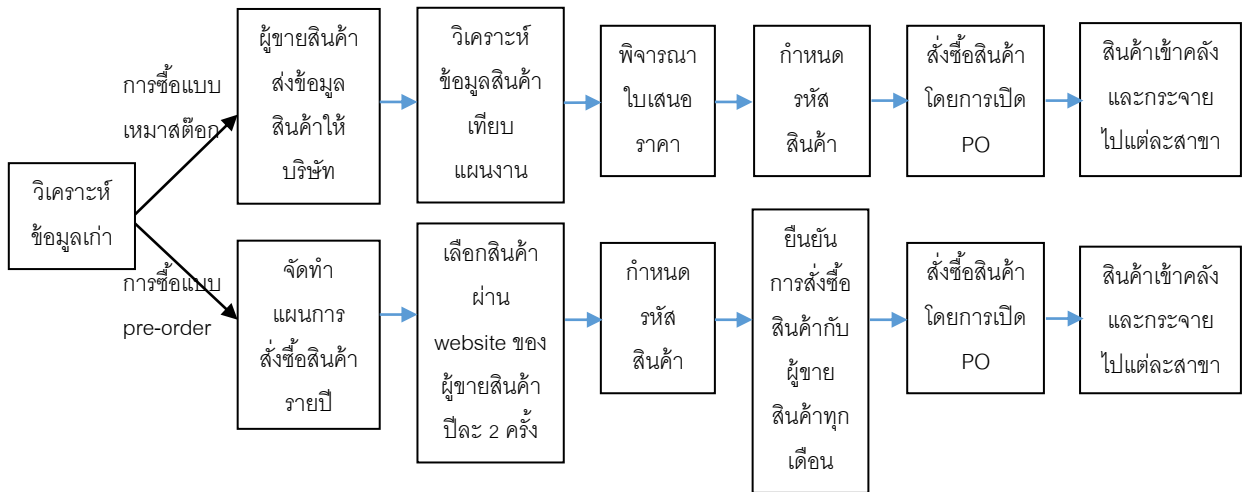 วิเคราะห์
ข้อมูลเก่า
การซื้อแบบ
เหมาสต๊อก
ผู้ขายสินค้า
ส่งข้อมูล
สินค้าให้
บริษัท
วิเคราะห์
ข้อมูลสินค้า
เทียบ
แผนงาน
พิจารณา
ใบเสนอ
ราคา
กำหนด
รหัส
สินค้า
สั่งซื้อสินค้า
โดยการเปิด
PO
สินค้าเข้าคลัง
และกระจาย
ไปแต่ละสาขา
การซื้อแบบ
pre-order
จัดทำ
แผนการ
สั่งซื้อสินค้า
รายปี
เลือกสินค้า
ผ่าน
website ของ
ผู้ขายสินค้า
ปีละ 2 ครั้ง
กำหนด
รหัส
สินค้า
ยืนยัน
การสั่งซื้อ
สินค้ากับ
ผู้ขาย
สินค้าทุก
เดือน
สั่งซื้อสินค้า
โดยการเปิด
PO
สินค้าเข้าคลัง
และกระจาย
ไปแต่ละสาขา